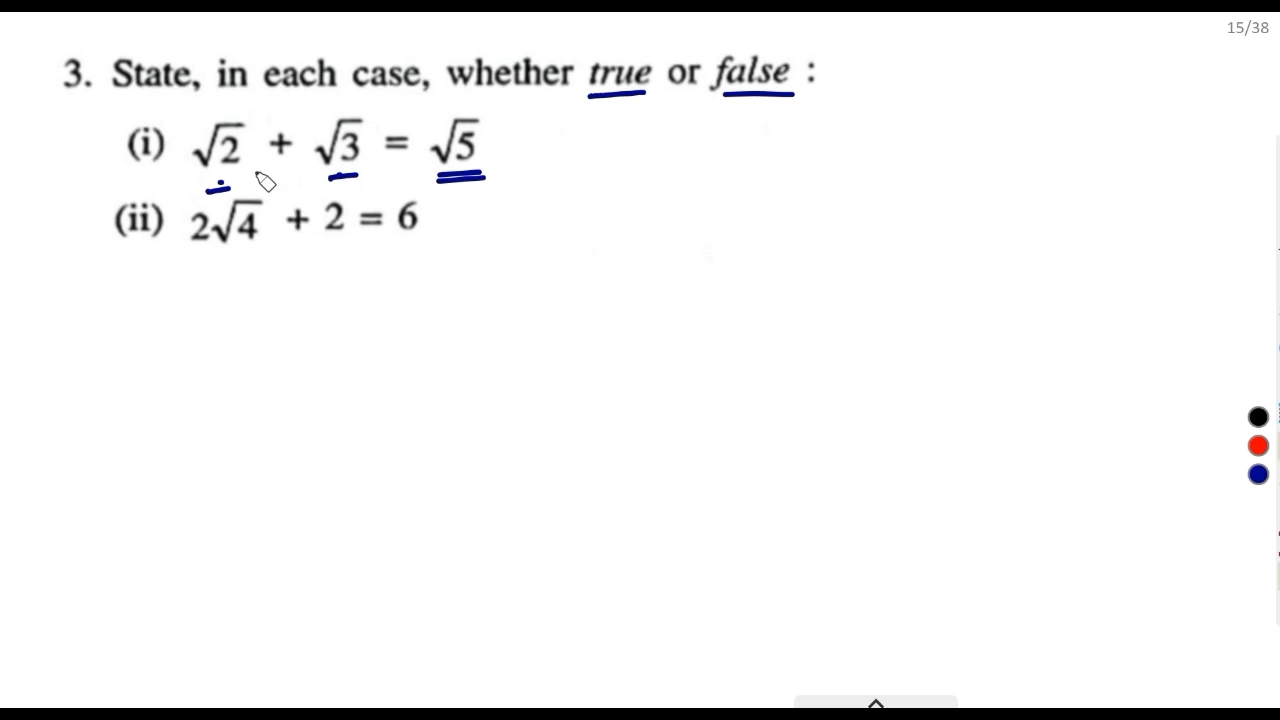 15/38
3. State, in each case, whether true or false :
(i) √2 + √3 = √5
(ii) 2√4 + 2 = 6